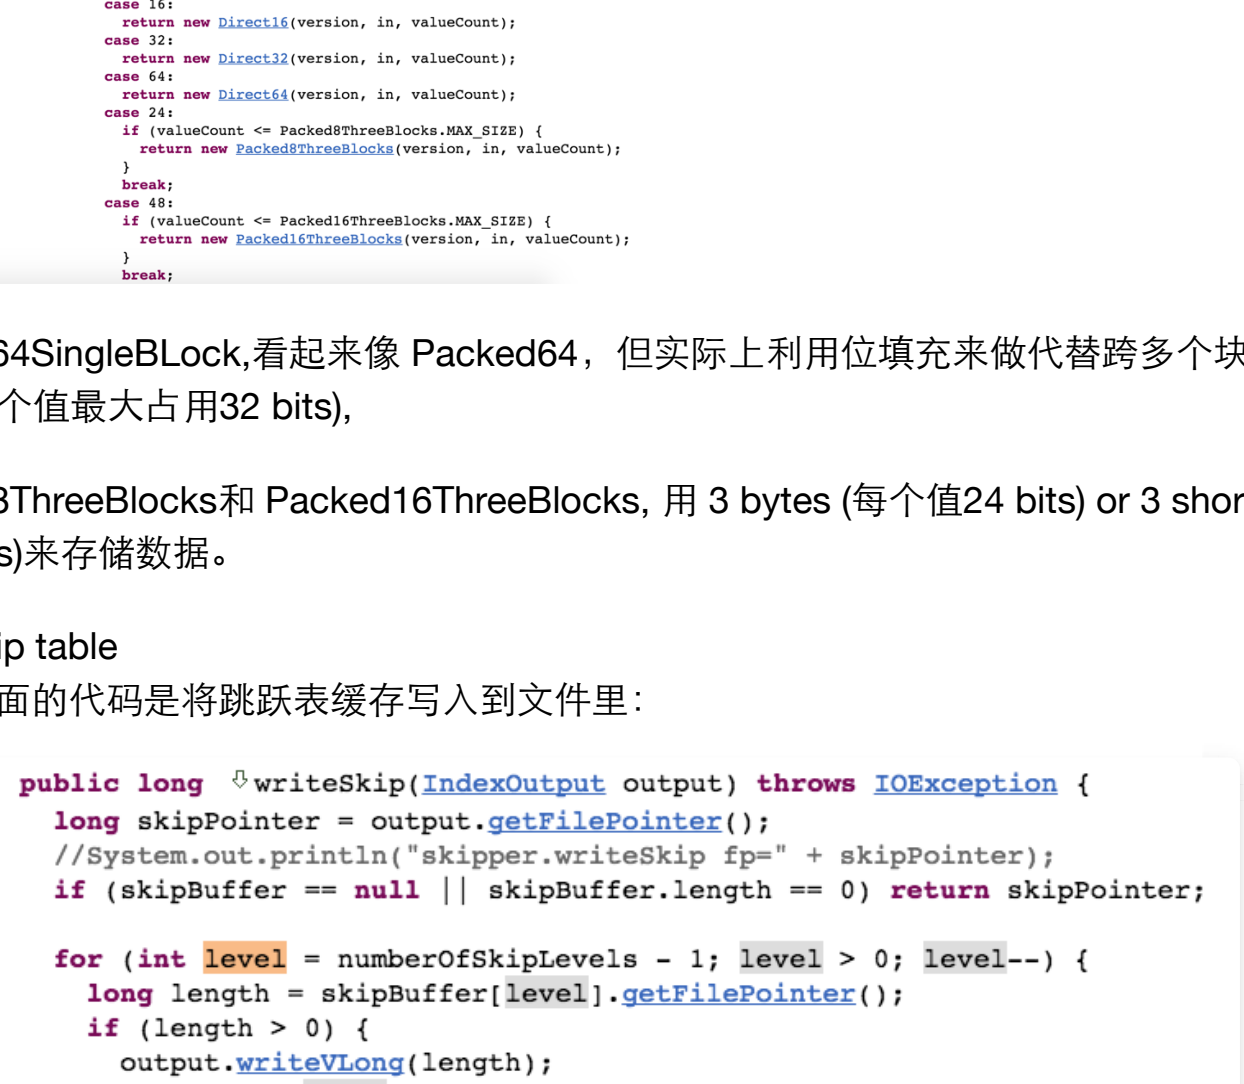 case 16:
return new Direct16(version, in, valueCount);
case 32:
return new Direct32(version, in, valueCount);
case 64:
return new Direct64(version, in, valueCount);
case 24:
if (valueCount <= Packed8ThreeBlocks.MAX_SIZE) {
return new Packed8ThreeBlocks(version, in, valueCount);
}
break;
case 48:
if (valueCount <= Packed16ThreeBlocks.MAX_SIZE) {
return new Packed16ThreeBlocks(version, in, valueCount);
}
break;
64SingleBLock,看起来像 Packed64，但实际上利用位填充来做代替跨多个块
个值最大占用32 bits),
8ThreeBlocks和 Packed16ThreeBlocks, 用 3 bytes (每个值24 bits) or 3 shor
s)来存储数据。
ip table
面的代码是将跳跃表缓存写入到文件里：
public long writeSkip(IndexOutput output) throws IOException {
long skipPointer = output.getFilePointer();
//System.out.println("skipper.writeSkip fp=" + skipPointer);
if (skipBuffer == null || skipBuffer.length == 0) return skipPointer;
for (int level = numberOfSkipLevels - 1; level > 0; level--) {
long length = skipBuffer[level].getFilePointer();
if (length > 0) {
output.writeVLong(length);